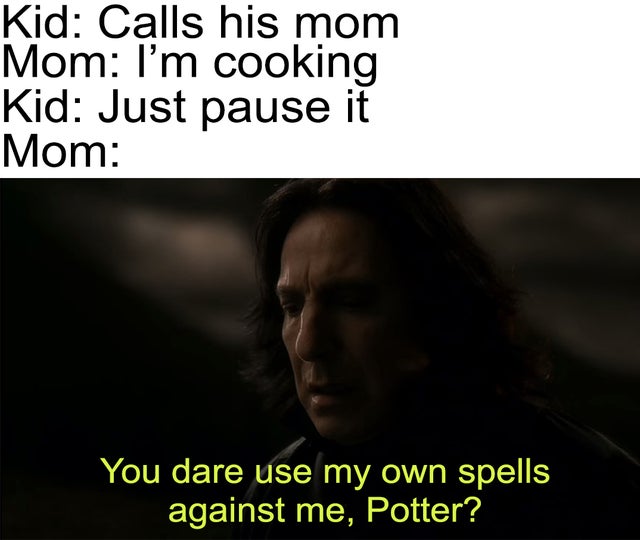 Kid: Calls his mom
Mom: I’m cooking
Kid: Just pause it
Mom:
You dare use my own spells
against me, Potter?